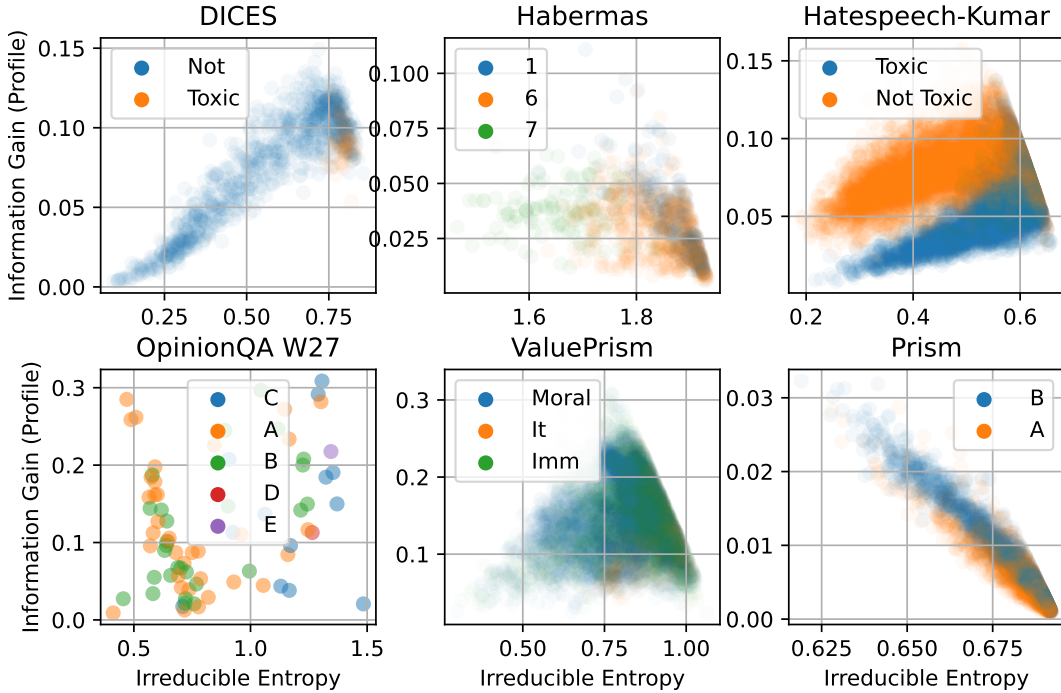 DICES
Information Gain (Profile)
0.15
0.10
0.05
0.00
Not
Toxic
0.25
0.50
0.75
Habermas
0.100
0.075
0.050
0.025
1
6
7
1.6
1.8
Hatespeech-Kumar
0.15
0.10
0.05
Toxic
Not Toxic
0.2
0.4
0.6
OpinionQA W27
Information Gain (Profile)
0.3
0.2
0.1
0.0
C
A
B
D
E
0.5
1.0
1.5
Irreducible Entropy
ValuePrism
0.3
0.2
0.1
Moral
It
Imm
0.50
0.75
1.00
Irreducible Entropy
Prism
0.03
0.02
0.01
0.00
B
A
0.625
0.650
0.675
Irreducible Entropy